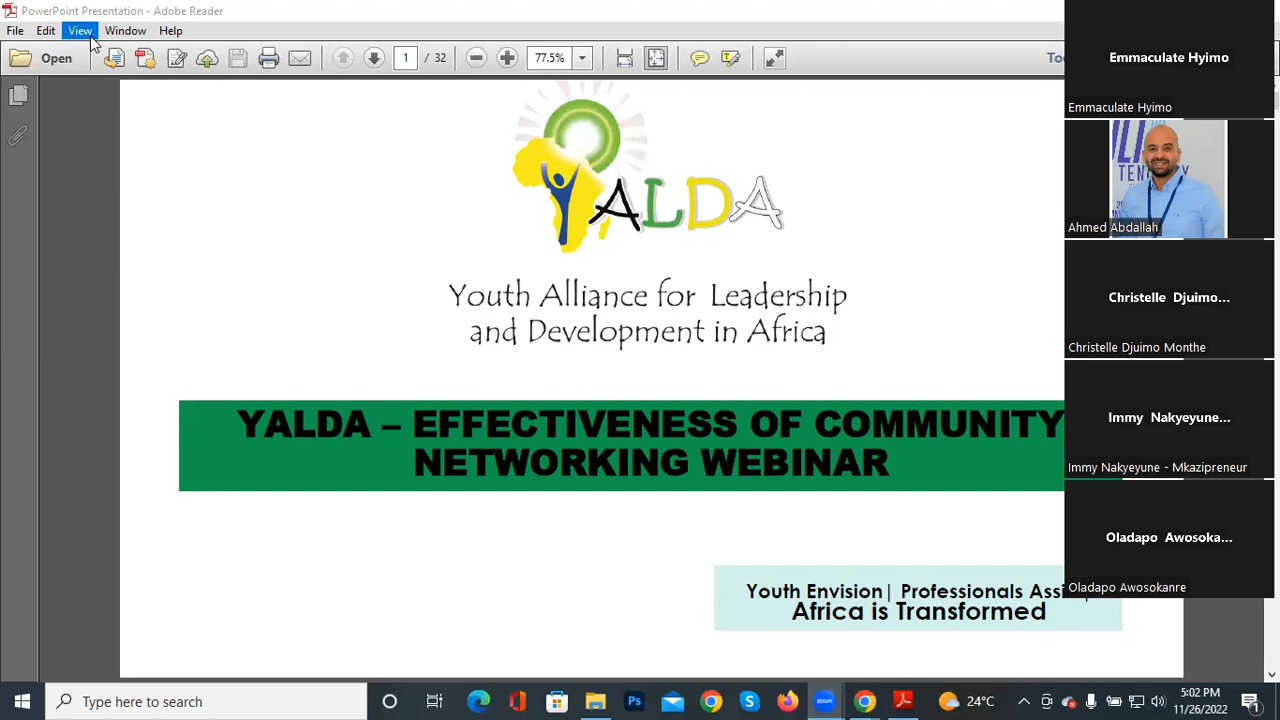 PowerPoint Presentation - Adobe Reader
File Edit View Window Help
Open 1 / 32 77.5%
YALDA
Youth Alliance for Leadership
and Development in Africa
YALDA – EFFECTIVENESS OF COMMUNITY
NETWORKING WEBINAR
Youth Envision| Professionals
Africa is Transformed
Emmaculate Hyimo
Emmaculate Hyimo
Ahmed Abdallah
Christelle Djuimo...
Christelle Djuimo Monthe
Immy Nakyeyune...
Immy Nakyeyune - Mkazipreneur
Oladapo Awosoka...
Oladapo Awosokanre
Type here to search
Ps
zoom
24°C
5:02 PM
11/26/2022
1